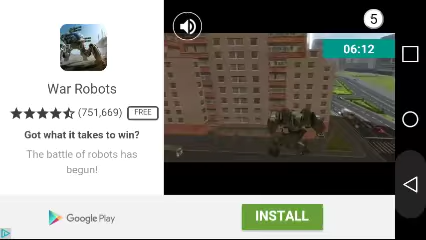 War Robots
(751,669) FREE
Got what it takes to win?
The battle of robots has
begun!
Google Play
5
06:12
INSTALL